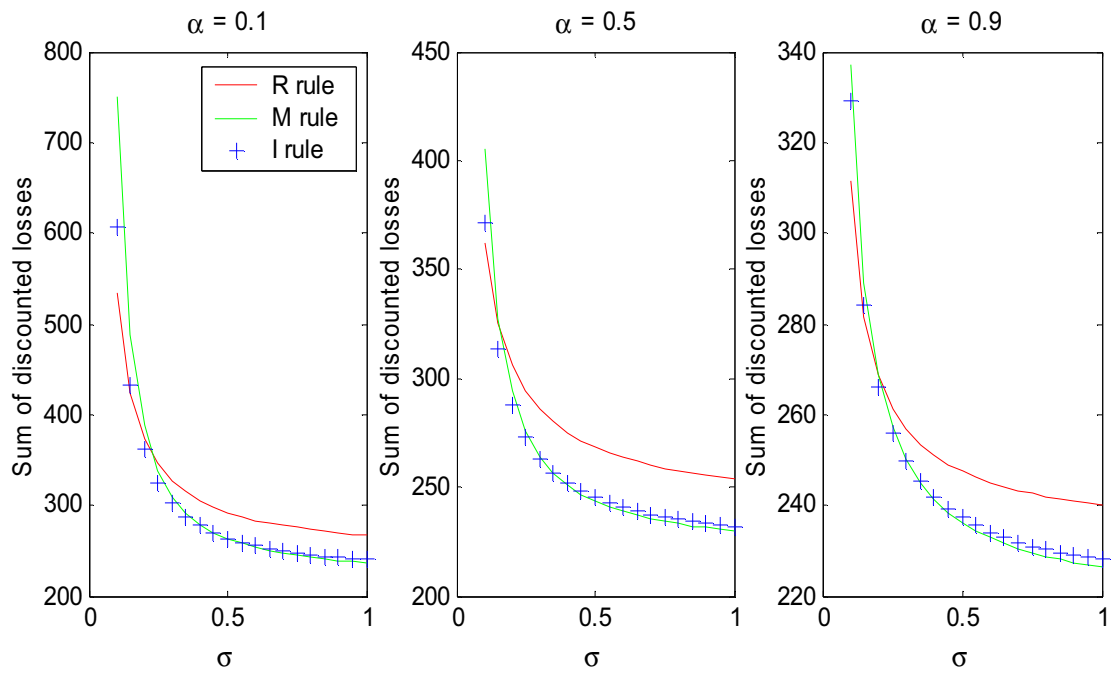 α = 0.1
800
700
600
500
400
300
200
0
0.5
1
Sum of discounted losses
σ
R rule
M rule
I rule
α = 0.5
450
400
350
300
250
200
0
0.5
1
Sum of discounted losses
σ
α = 0.9
340
320
300
280
260
240
220
0
0.5
1
Sum of discounted losses
σ